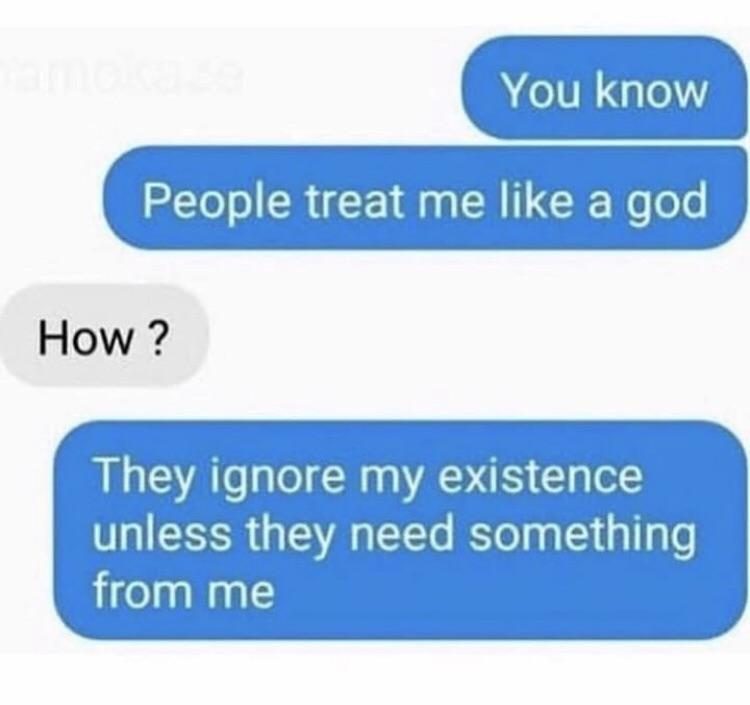 You know
People treat me like a god
How ?
They ignore my existence
unless they need something
from me